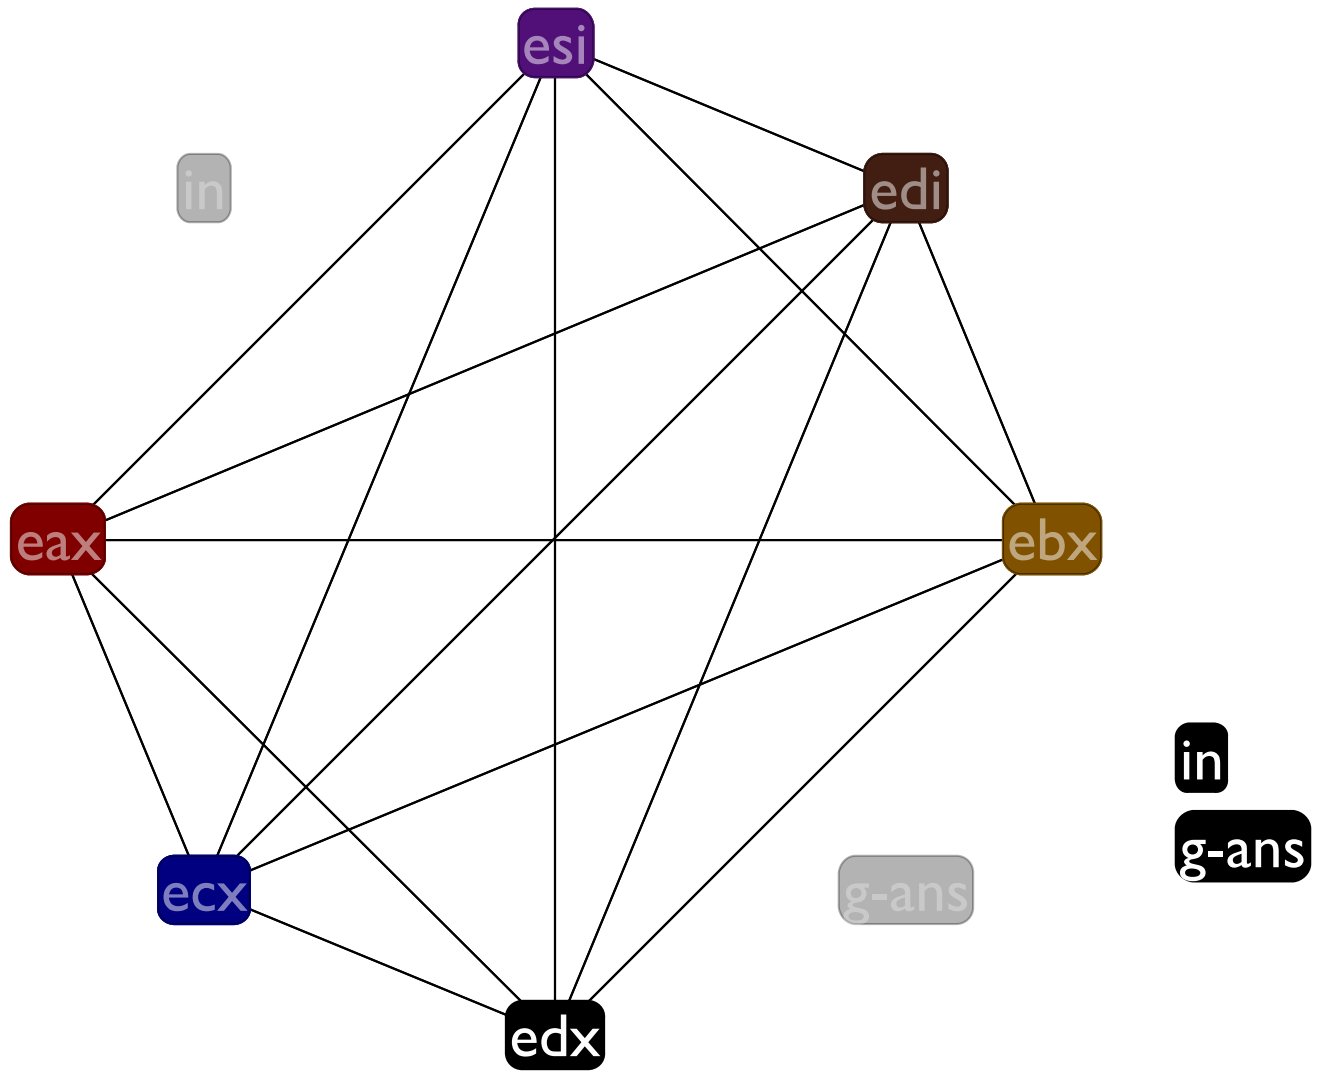 esi
in
edi
eax
ebx
in
g-ans
ecx
g-ans
edx